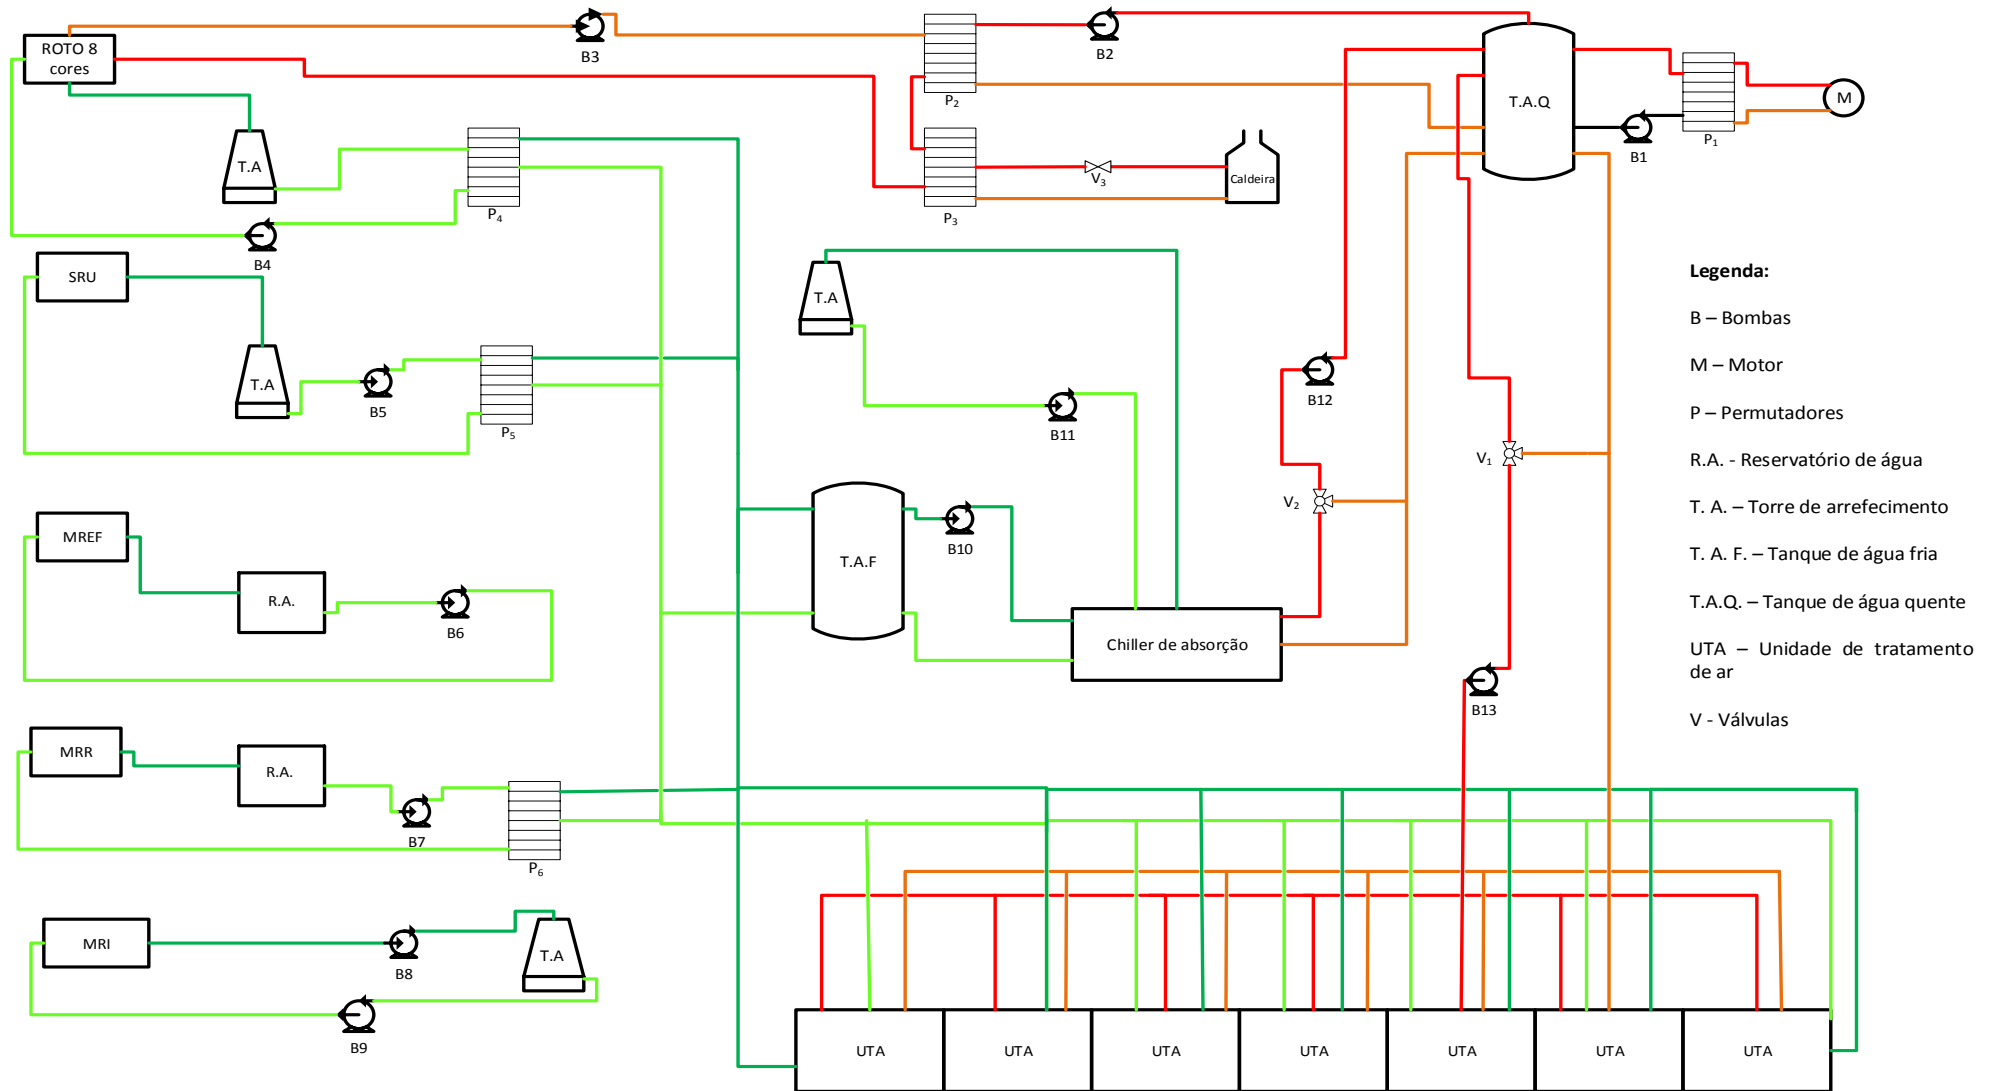 ROTO 8
cores
B3
B2
P2
T.A.Q
M
P1
B1
T.A
P4
V3
Caldeira
P3
B4
SRU
T.A
B5
P5
T.A
B11
B12
V1
V2
Legenda:
B – Bombas
M – Motor
P – Permutadores
R.A. - Reservatório de água
T. A. – Torre de arrefecimento
T. A. F. – Tanque de água fria
T.A.Q. – Tanque de água quente
UTA – Unidade de tratamento
de ar
V - Válvulas
MREF
R.A.
B6
T.A.F
B10
Chiller de absorção
B13
MRR
R.A.
B7
P6
MRI
B8
T.A
B9
UTA
UTA
UTA
UTA
UTA
UTA
UTA